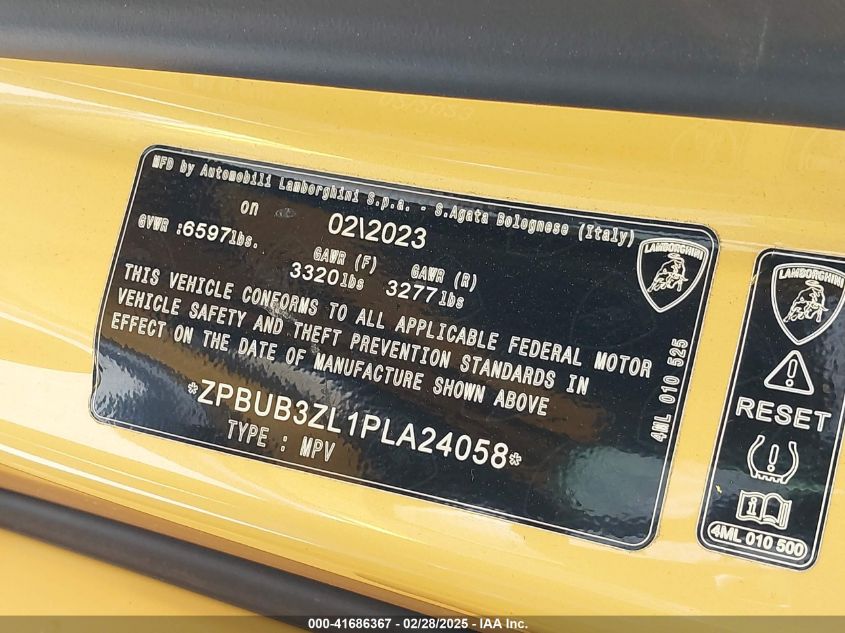 MFD by Automobili Lamborghini S.p.a. - S.Agata Bolognese (Italy)
on 02\2023
GVWR :6597lbs.
GAWR (F) GAWR (R)
3320lbs 3277lbs
THIS VEHICLE CONFORMS TO ALL APPLICABLE FEDERAL MOTOR
VEHICLE SAFETY AND THEFT PREVENTION STANDARDS IN
EFFECT ON THE DATE OF MANUFACTURE SHOWN ABOVE
*ZPBUB3ZL1PLA24058*
TYPE : MPV
LAMBORGHINI
4ML 010 525
LAMBORGHINI
RESET
4ML 010 500
000-41686367 - 02/28/2025 - IAA Inc.